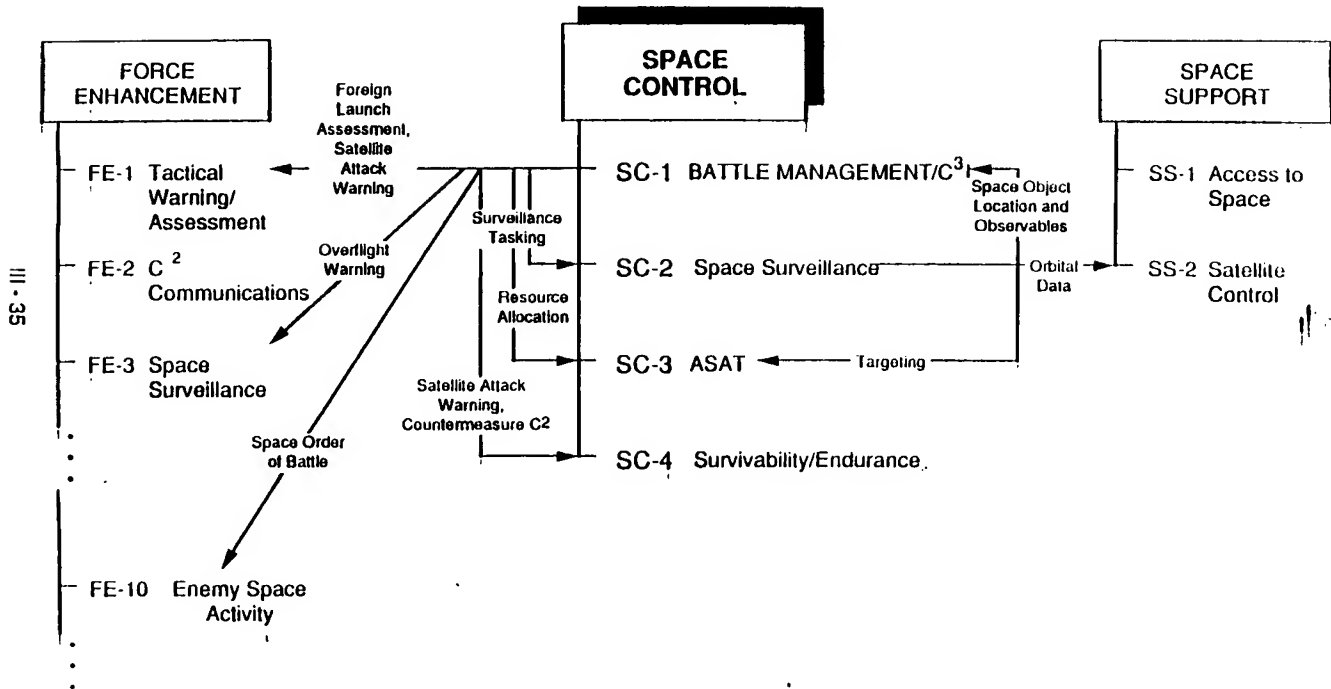 FORCE
ENHANCEMENT
FE-1 Tactical
Warning/
Assessment
FE-2 C2
Communications
FE-3 Space
Surveillance
FE-10 Enemy Space
Activity
Foreign
Launch
Assessment,
Satellite
Attack
Warning
Overflight
Warning
Space Order
of Battle
Surveillance
Tasking
Resource
Allocation
Satellite Attack
Warning,
Countermeasure C2
SPACE
CONTROL
SC-1 BATTLE MANAGEMENT/C3
SC-2 Space Surveillance
SC-3 ASAT
SC-4 Survivability/Endurance
Space Object
Location and
Observables
Orbital
Data
Targeting
SPACE
SUPPORT
SS-1 Access to
Space
SS-2 Satellite
Control
III - 35